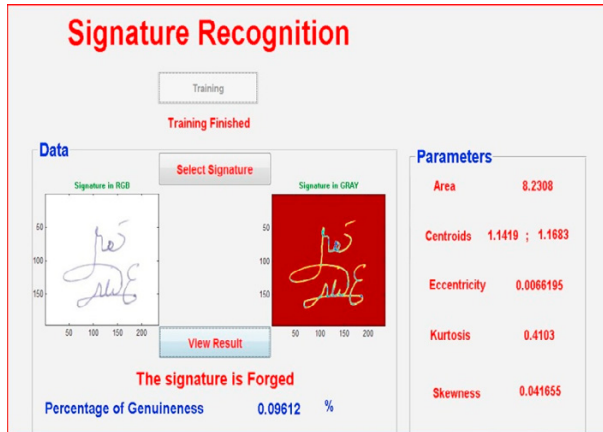 Signature Recognition
Training
Training Finished
Data
Select Signature
Signature in RGB
50
100
150
50 100 150 200
Signature in GRAY
50
100
150
50 100 150 200
View Result
The signature is Forged
Percentage of Genuineness 0.09612 %
Parameters
Area 8.2308
Centroids 1.1419 ; 1.1683
Eccentricity 0.0066195
Kurtosis 0.4103
Skewness 0.041655